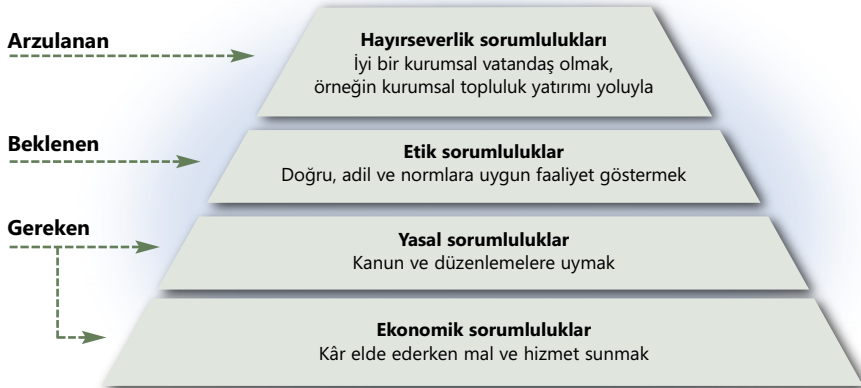 Arzulanan
Hayırseverlik sorumlulukları
İyi bir kurumsal vatandaş olmak,
örneğin kurumsal topluluk yatırımı yoluyla
Beklenen
Etik sorumluluklar
Doğru, adil ve normlara uygun faaliyet göstermek
Gereken
Yasal sorumluluklar
Kanun ve düzenlemelere uymak
Ekonomik sorumluluklar
Kâr elde ederken mal ve hizmet sunmak